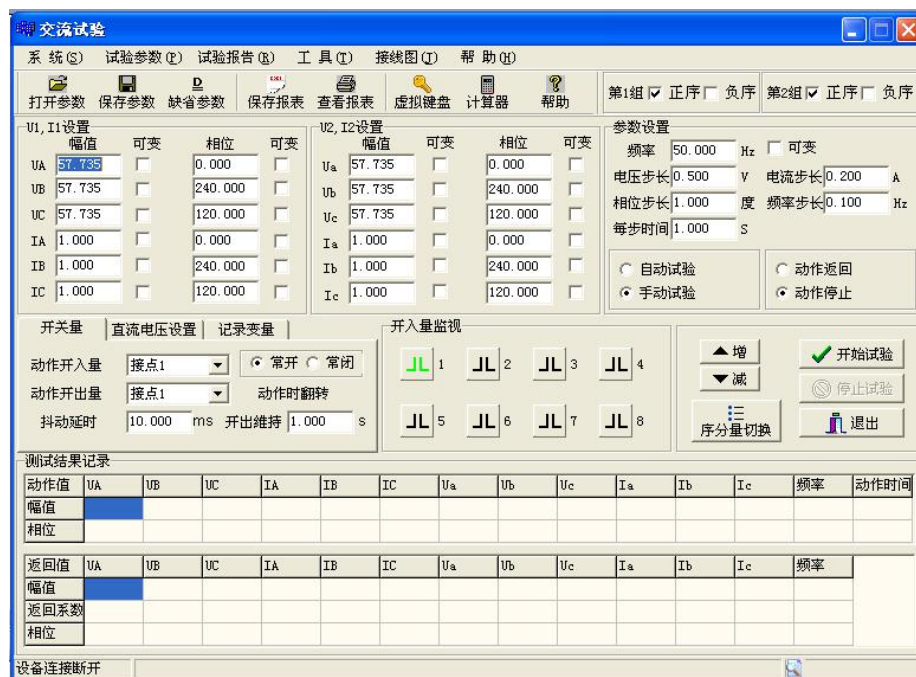 交流试验
系 统(S) 试验参数(P) 试验报告(R) 工 具(T) 接线图(I) 帮 助(H)
打开参数 保存参数 缺省参数 保存报表 查看报表 虚拟键盘 计算器 帮助 第1组 正序 负序 第2组 正序 负序
U1,I1设置 U2,I2设置 参数设置
幅值 可变 相位 可变 幅值 可变 相位 可变 频率 50.000 Hz 可变
UA 57.735 0.000 Ua 57.735 0.000
UB 57.735 240.000 Ub 57.735 240.000 电压步长 0.500 V 电流步长 0.200 A
UC 57.735 120.000 Uc 57.735 120.000 相位步长 1.000 度 频率步长 0.100 Hz
IA 1.000 0.000 Ia 1.000 0.000 每步时间 1.000 S
IB 1.000 240.000 Ib 1.000 240.000 自动试验 动作返回
IC 1.000 120.000 Ic 1.000 120.000 手动试验 动作停止
开关量 直流电压设置 记录变量 开入量监视
动作开入量 接点1 常开 常闭 1 2 3 4 增 开始试验
动作开出量 接点1 动作时翻转 减 停止试验
抖动延时 10.000 ms 开出维持 1.000 s 5 6 7 8 序分量切换 退出
测试结果记录
动作值 UA UB UC IA IB IC Ua Ub Uc Ia Ib Ic 频率 动作时间
幅值
相位
返回值 UA UB UC IA IB IC Ua Ub Uc Ia Ib Ic 频率
幅值
返回系数
相位
设备连接断开